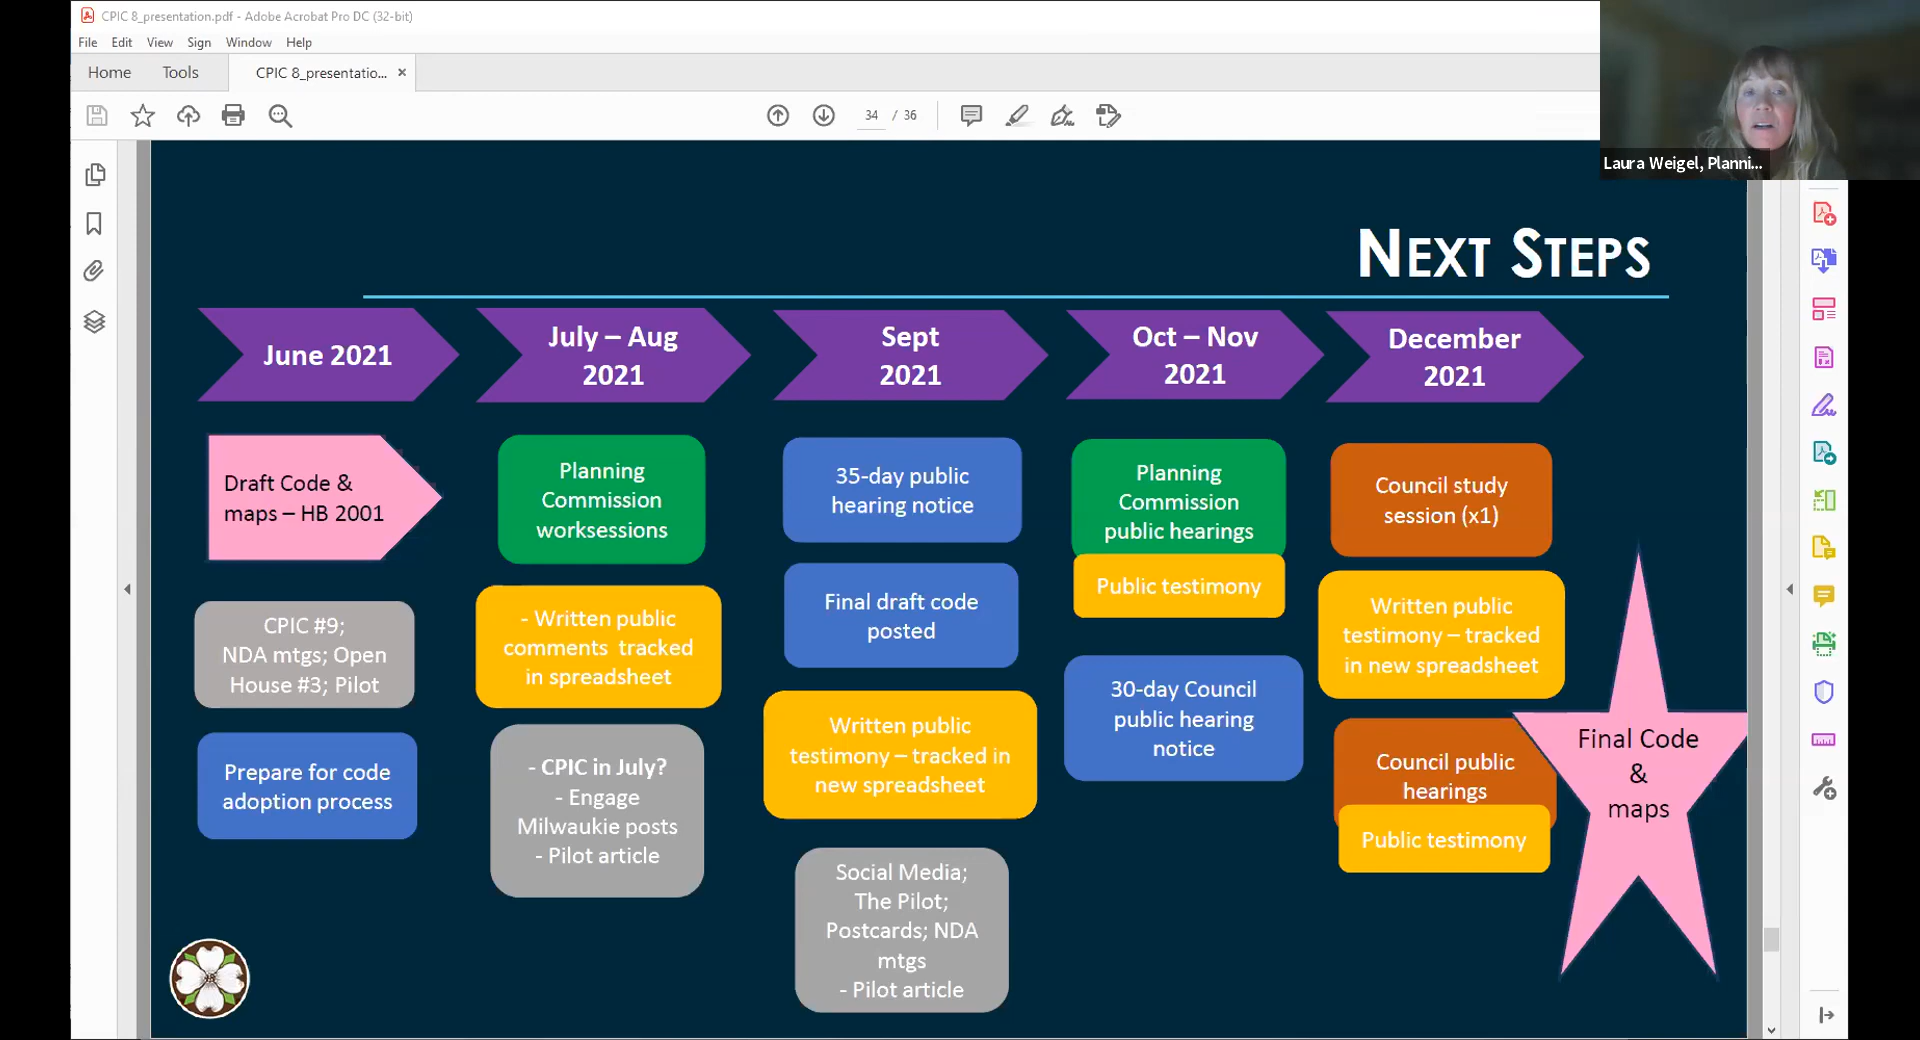 CPIC 8_presentation.pdf - Adobe Acrobat Pro DC (32-bit)
File Edit View Sign Window Help
Home Tools CPIC 8_presentatio... ×
34 / 36
Laura Weigel, Planni...
Next Steps
June 2021
July – Aug
2021
Sept
2021
Oct – Nov
2021
December
2021
Draft Code &
maps – HB 2001
CPIC #9;
NDA mtgs; Open
House #3; Pilot
Prepare for code
adoption process
Planning
Commission
worksessions
- Written public
comments tracked
in spreadsheet
- CPIC in July?
- Engage
Milwaukie posts
- Pilot article
35-day public
hearing notice
Final draft code
posted
Written public
testimony – tracked in
new spreadsheet
Social Media;
The Pilot;
Postcards; NDA
mtgs
- Pilot article
Planning
Commission
public hearings
Public testimony
30-day Council
public hearing
notice
Council study
session (x1)
Written public
testimony – tracked
in new spreadsheet
Council public
hearings
Public testimony
Final Code
&
maps